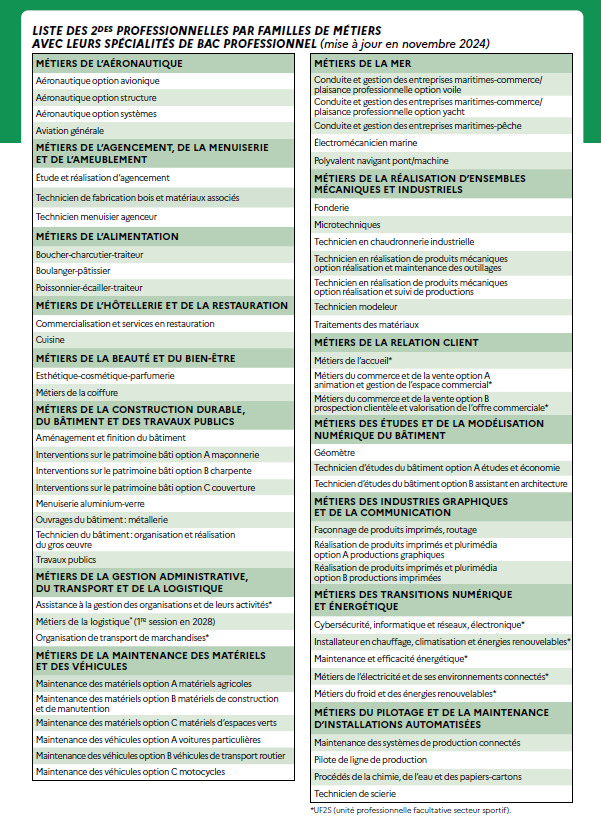 LISTE DES 2DES PROFESSIONNELLES PAR FAMILLES DE MÉTIERS
AVEC LEURS SPÉCIALITÉS DE BAC PROFESSIONNEL (mise à jour en novembre 2024)
MÉTIERS DE L'AÉRONAUTIQUE
Aéronautique option avionique
Aéronautique option structure
Aéronautique option systèmes
Aviation générale
MÉTIERS DE L'AGENCEMENT, DE LA MENUISERIE
ET DE L'AMEUBLEMENT
Étude et réalisation d'agencement
Technicien de fabrication bois et matériaux associés
Technicien menuisier agenceur
MÉTIERS DE L'ALIMENTATION
Boucher-charcutier-traiteur
Boulanger-pâtissier
Poissonnier-écailler-traiteur
MÉTIERS DE L'HÔTELLERIE ET DE LA RESTAURATION
Commercialisation et services en restauration
Cuisine
MÉTIERS DE LA BEAUTÉ ET DU BIEN-ÊTRE
Esthétique-cosmétique-parfumerie
Métiers de la coiffure
MÉTIERS DE LA CONSTRUCTION DURABLE,
DU BÂTIMENT ET DES TRAVAUX PUBLICS
Aménagement et finition du bâtiment
Interventions sur le patrimoine bâti option A maçonnerie
Interventions sur le patrimoine bâti option B charpente
Interventions sur le patrimoine bâti option C couverture
Menuiserie aluminium-verre
Ouvrages du bâtiment : métallerie
Technicien du bâtiment : organisation et réalisation
du gros œuvre
Travaux publics
MÉTIERS DE LA GESTION ADMINISTRATIVE,
DU TRANSPORT ET DE LA LOGISTIQUE
Assistance à la gestion des organisations et de leurs activités*
Métiers de la logistique* (1re session en 2028)
Organisation de transport de marchandises*
MÉTIERS DE LA MAINTENANCE DES MATÉRIELS
ET DES VÉHICULES
Maintenance des matériels option A matériels agricoles
Maintenance des matériels option B matériels de construction
et de manutention
Maintenance des matériels option C matériels d'espaces verts
Maintenance des véhicules option A voitures particulières
Maintenance des véhicules option B véhicules de transport routier
Maintenance des véhicules option C motocycles
MÉTIERS DE LA MER
Conduite et gestion des entreprises maritimes-commerce/
plaisance professionnelle option voile
Conduite et gestion des entreprises maritimes-commerce/
plaisance professionnelle option yacht
Conduite et gestion des entreprises maritimes-pêche
Électromécanicien marine
Polyvalent navigant pont/machine
MÉTIERS DE LA RÉALISATION D'ENSEMBLES
MÉCANIQUES ET INDUSTRIELS
Fonderie
Microtechniques
Technicien en chaudronnerie industrielle
Technicien en réalisation de produits mécaniques
option réalisation et maintenance des outillages
Technicien en réalisation de produits mécaniques
option réalisation et suivi de productions
Technicien modeleur
Traitements des matériaux
MÉTIERS DE LA RELATION CLIENT
Métiers de l'accueil*
Métiers du commerce et de la vente option A
animation et gestion de l'espace commercial*
Métiers du commerce et de la vente option B
prospection clientèle et valorisation de l'offre commerciale*
MÉTIERS DES ÉTUDES ET DE LA MODÉLISATION
NUMÉRIQUE DU BÂTIMENT
Géomètre
Technicien d'études du bâtiment option A études et économie
Technicien d'études du bâtiment option B assistant en architecture
MÉTIERS DES INDUSTRIES GRAPHIQUES
ET DE LA COMMUNICATION
Façonnage de produits imprimés, routage
Réalisation de produits imprimés et plurimédia
option A productions graphiques
Réalisation de produits imprimés et plurimédia
option B productions imprimées
MÉTIERS DES TRANSITIONS NUMÉRIQUE
ET ÉNERGÉTIQUE
Cybersécurité, informatique et réseaux, électronique*
Installateur en chauffage, climatisation et énergies renouvelables*
Maintenance et efficacité énergétique*
Métiers de l'électricité et de ses environnements connectés*
Métiers du froid et des énergies renouvelables*
MÉTIERS DU PILOTAGE ET DE LA MAINTENANCE
D'INSTALLATIONS AUTOMATISÉES
Maintenance des systèmes de production connectés
Pilote de ligne de production
Procédés de la chimie, de l'eau et des papiers-cartons
Technicien de scierie
*UF2S (unité professionnelle facultative secteur sportif).